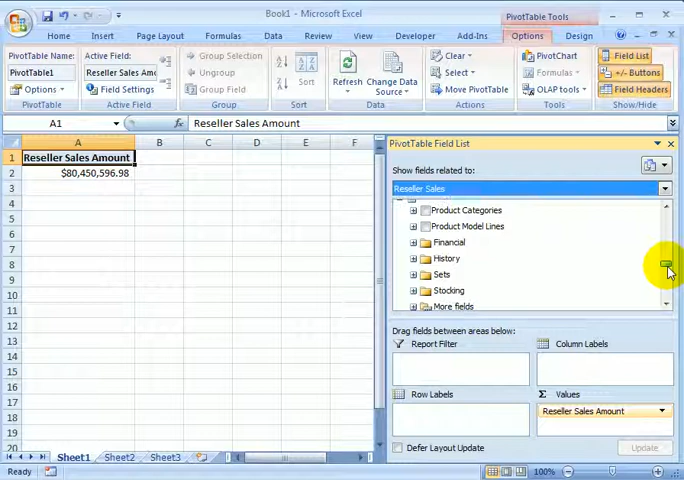 Book1 - Microsoft Excel
PivotTable Tools
Home Insert Page Layout Formulas Data Review View Developer Add-Ins Options Design
PivotTable Name:
PivotTable1
Options
PivotTable
Active Field:
Reseller Sales Amo
Field Settings
Active Field
Group Selection
Ungroup
Group Field
Group
Sort
Sort
Refresh
Change Data Source
Data
Clear
Select
Move PivotTable
Actions
PivotChart
Formulas
OLAP tools
Tools
Field List
+/- Buttons
Field Headers
Show/Hide
A1 fx Reseller Sales Amount
A B C D E F
1 Reseller Sales Amount
2 $80,450,596.98
3
4
5
6
7
8
9
10
11
12
13
14
15
16
17
18
19
20
PivotTable Field List
Show fields related to:
Reseller Sales
Product Categories
Product Model Lines
Financial
History
Sets
Stocking
More fields
Drag fields between areas below:
Report Filter
Column Labels
Row Labels
Σ Values
Reseller Sales Amount
Defer Layout Update
Update
Sheet1 Sheet2 Sheet3
Ready
100%